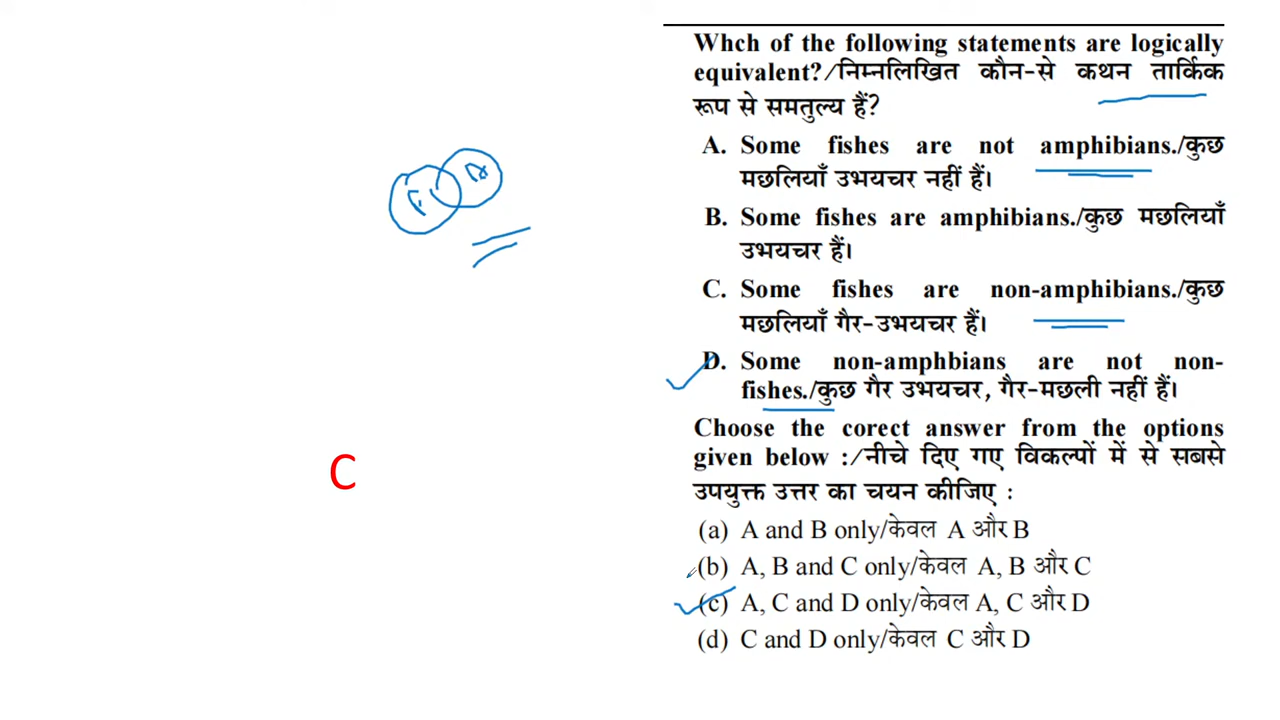 Whch of the following statements are logically
equivalent?/निम्नलिखित कौन-से कथन तार्किक
रूप से समतुल्य हैं?
A. Some fishes are not amphibians./कुछ
मछलियाँ उभयचर नहीं हैं।
B. Some fishes are amphibians./कुछ मछलियाँ
उभयचर हैं।
C. Some fishes are non-amphibians./कुछ
मछलियाँ गैर-उभयचर हैं।
D. Some non-amphbians are not non-
fishes./कुछ गैर उभयचर, गैर-मछली नहीं हैं।
Choose the corect answer from the options
given below :/नीचे दिए गए विकल्पों में से सबसे
उपयुक्त उत्तर का चयन कीजिए :
(a) A and B only/केवल A और B
(b) A, B and C only/केवल A, B और C
(c) A, C and D only/केवल A, C और D
(d) C and D only/केवल C और D
F
C